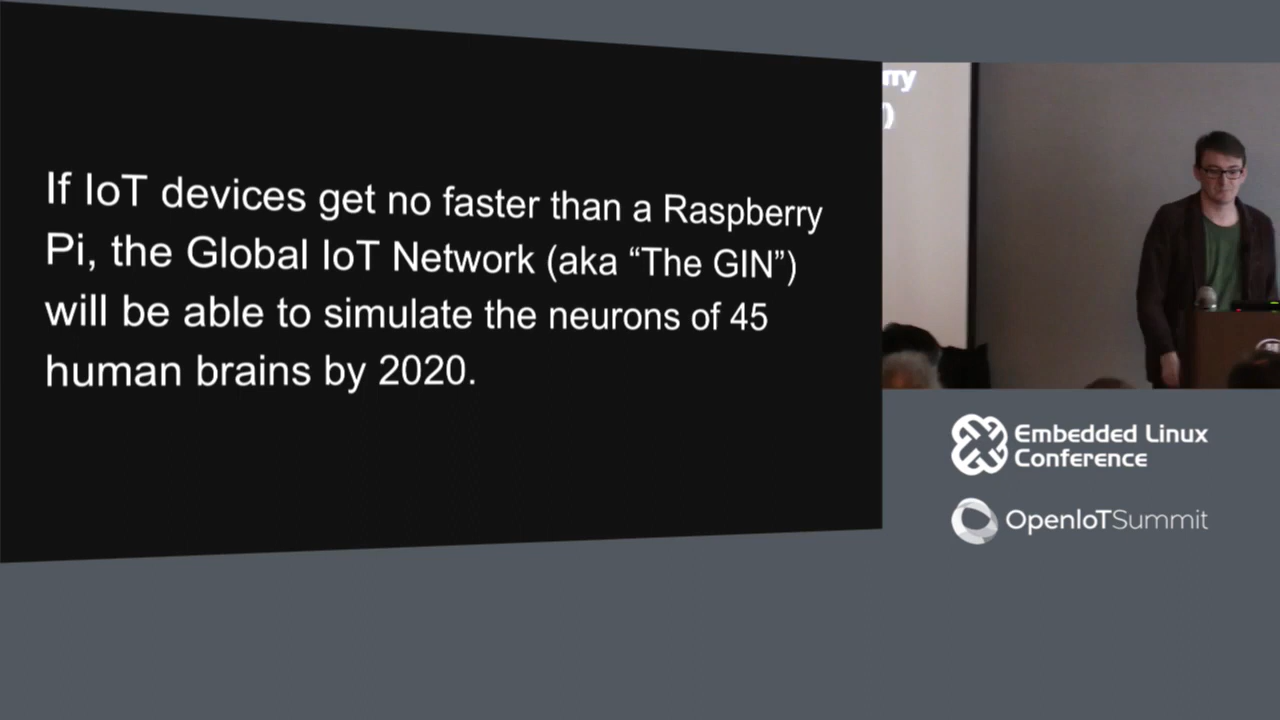 If IoT devices get no faster than a Raspberry
Pi, the Global IoT Network (aka “The GIN”)
will be able to simulate the neurons of 45
human brains by 2020.
rry
”)
Embedded Linux
Conference
OpenIoTSummit